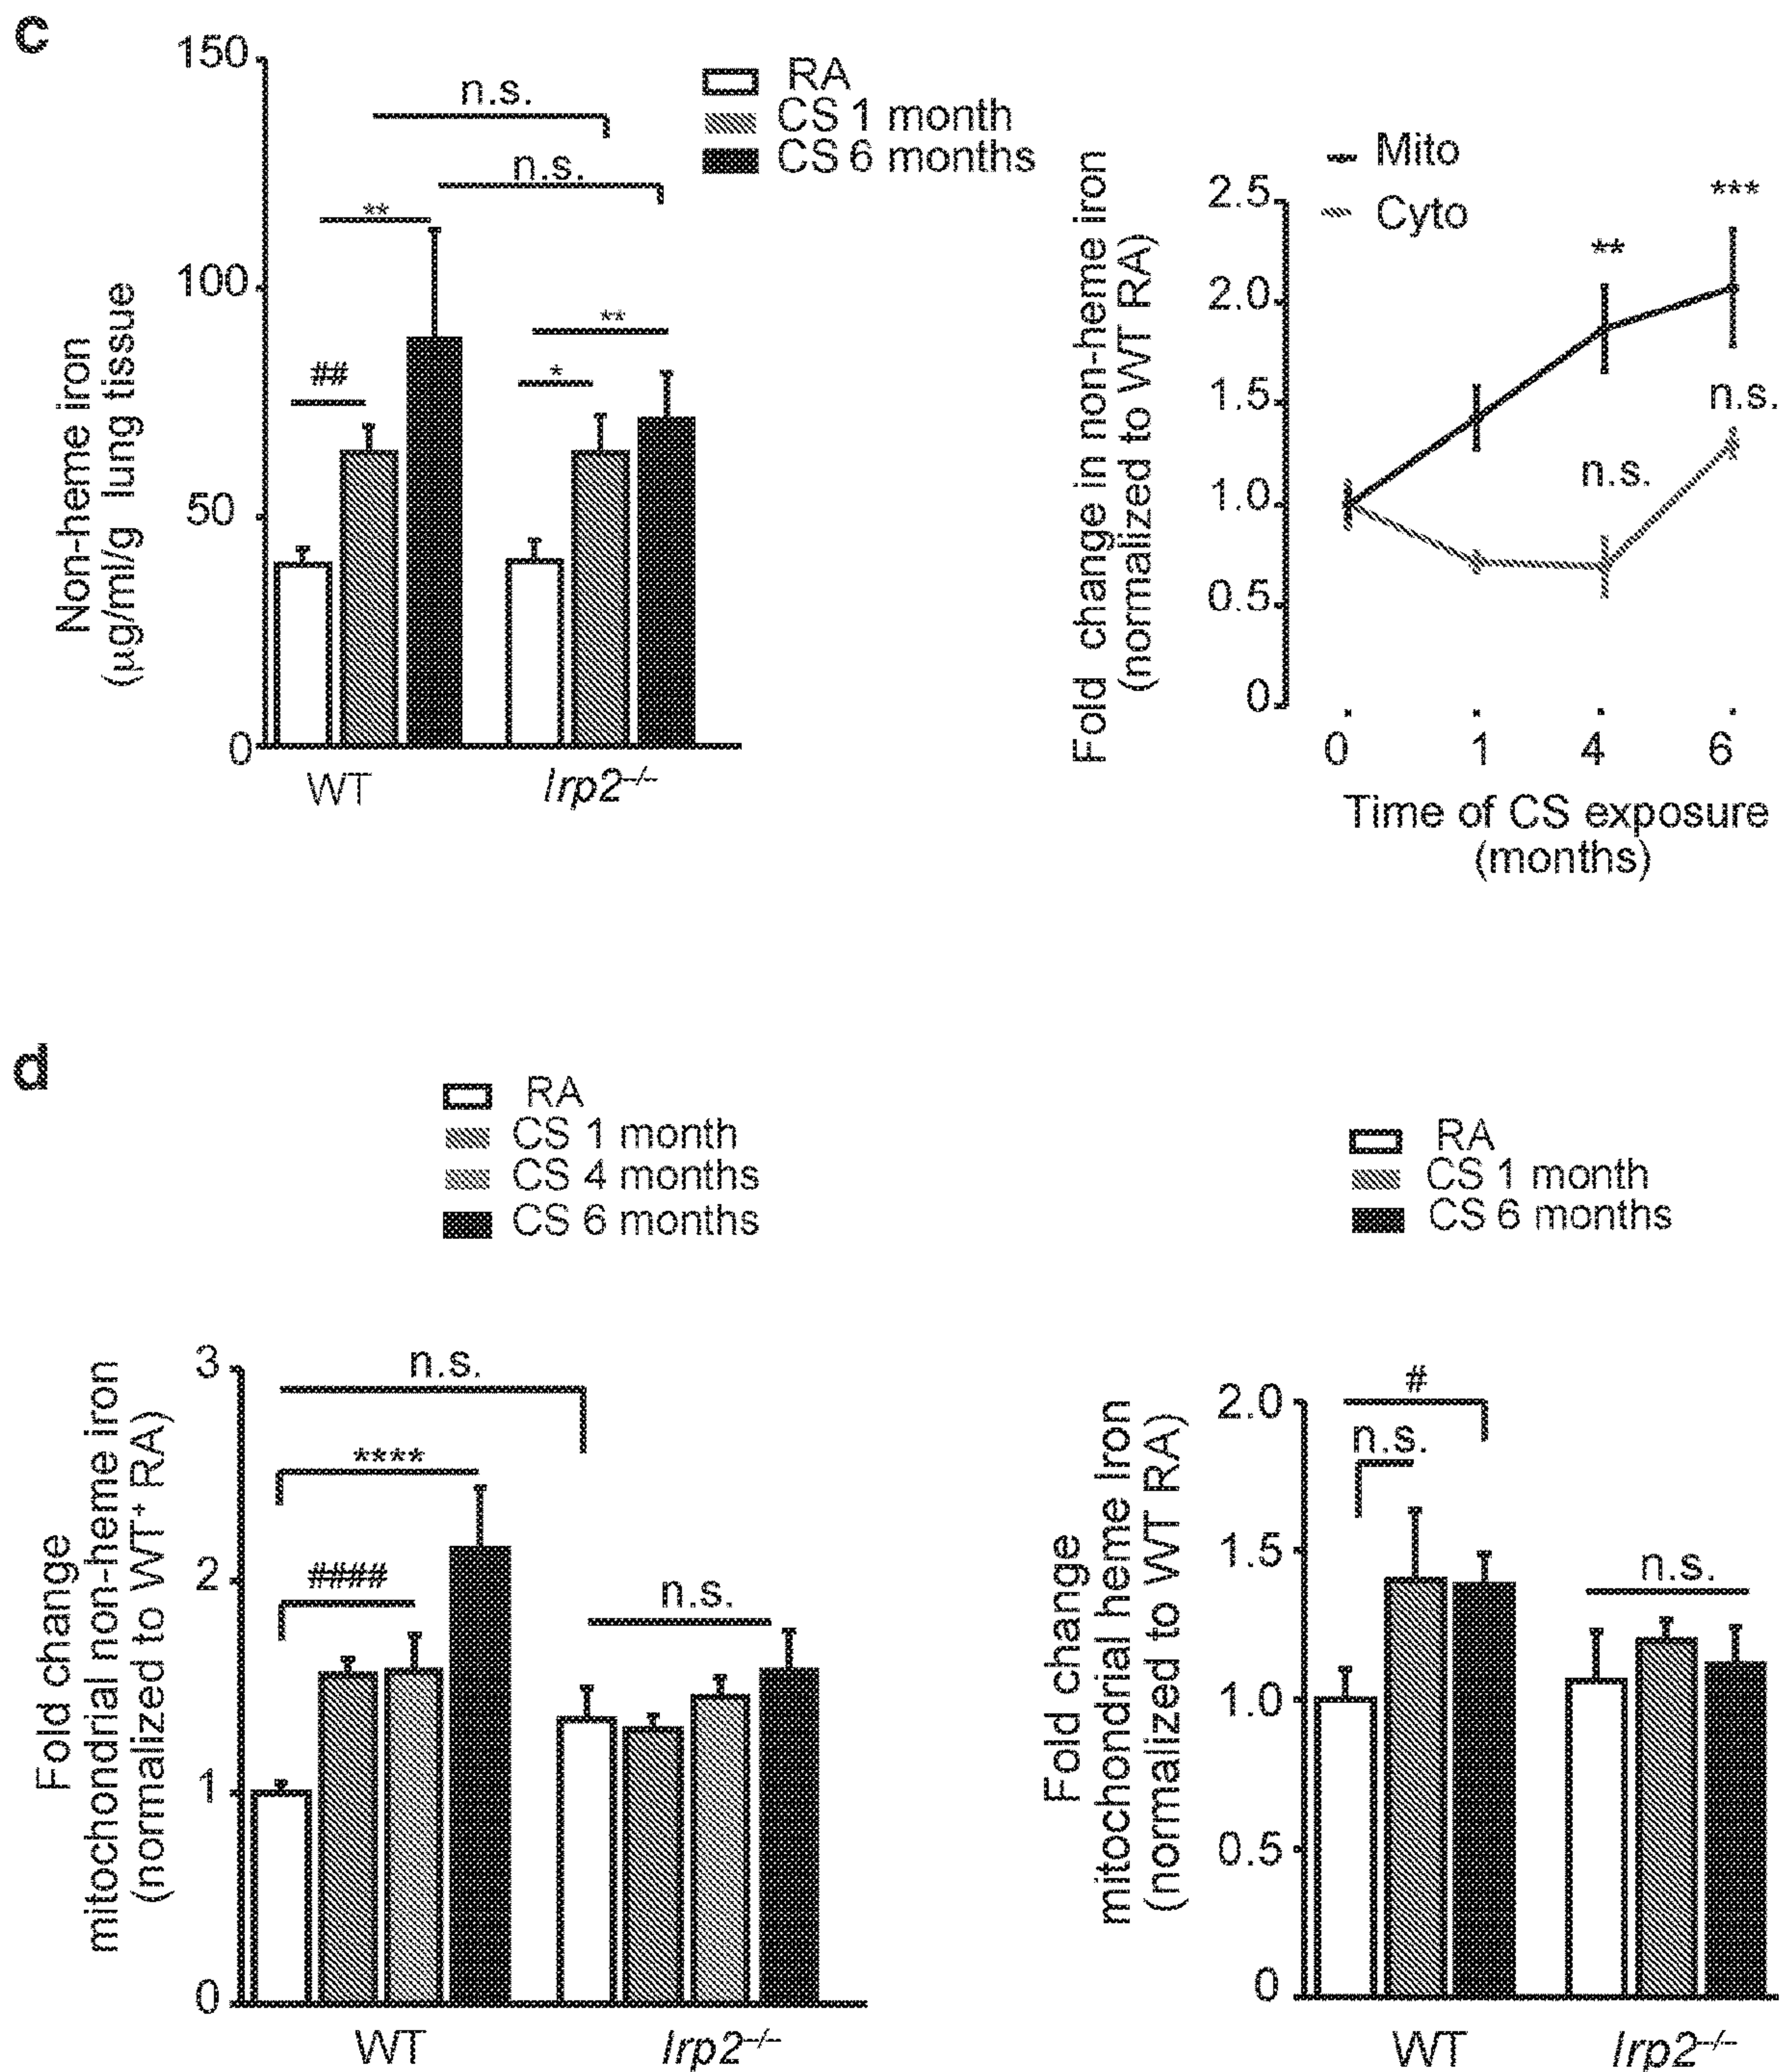 c
150
100
50
0
Non-heme iron
(µg/ml/g lung tissue
RA
CS 1 month
CS 6 months
n.s.
n.s.
**
##
**
*
WT
Irp2–/–
Fold change in non-heme iron
(normalized to WT RA)
Mito
Cyto
2.5
2.0
1.5
1.0
0.5
0
***
**
n.s.
n.s.
0 1 4 6
Time of CS exposure
(months)
d
RA
CS 1 month
CS 4 months
CS 6 months
Fold change
mitochondrial non-heme iron
(normalized to WT+ RA)
3
2
1
0
n.s.
****
####
n.s.
WT
Irp2–/–
RA
CS 1 month
CS 6 months
Fold change
mitochondrial heme Iron
(normalized to WT RA)
2.0
1.5
1.0
0.5
0
#
n.s.
n.s.
WT
Irp2–/–